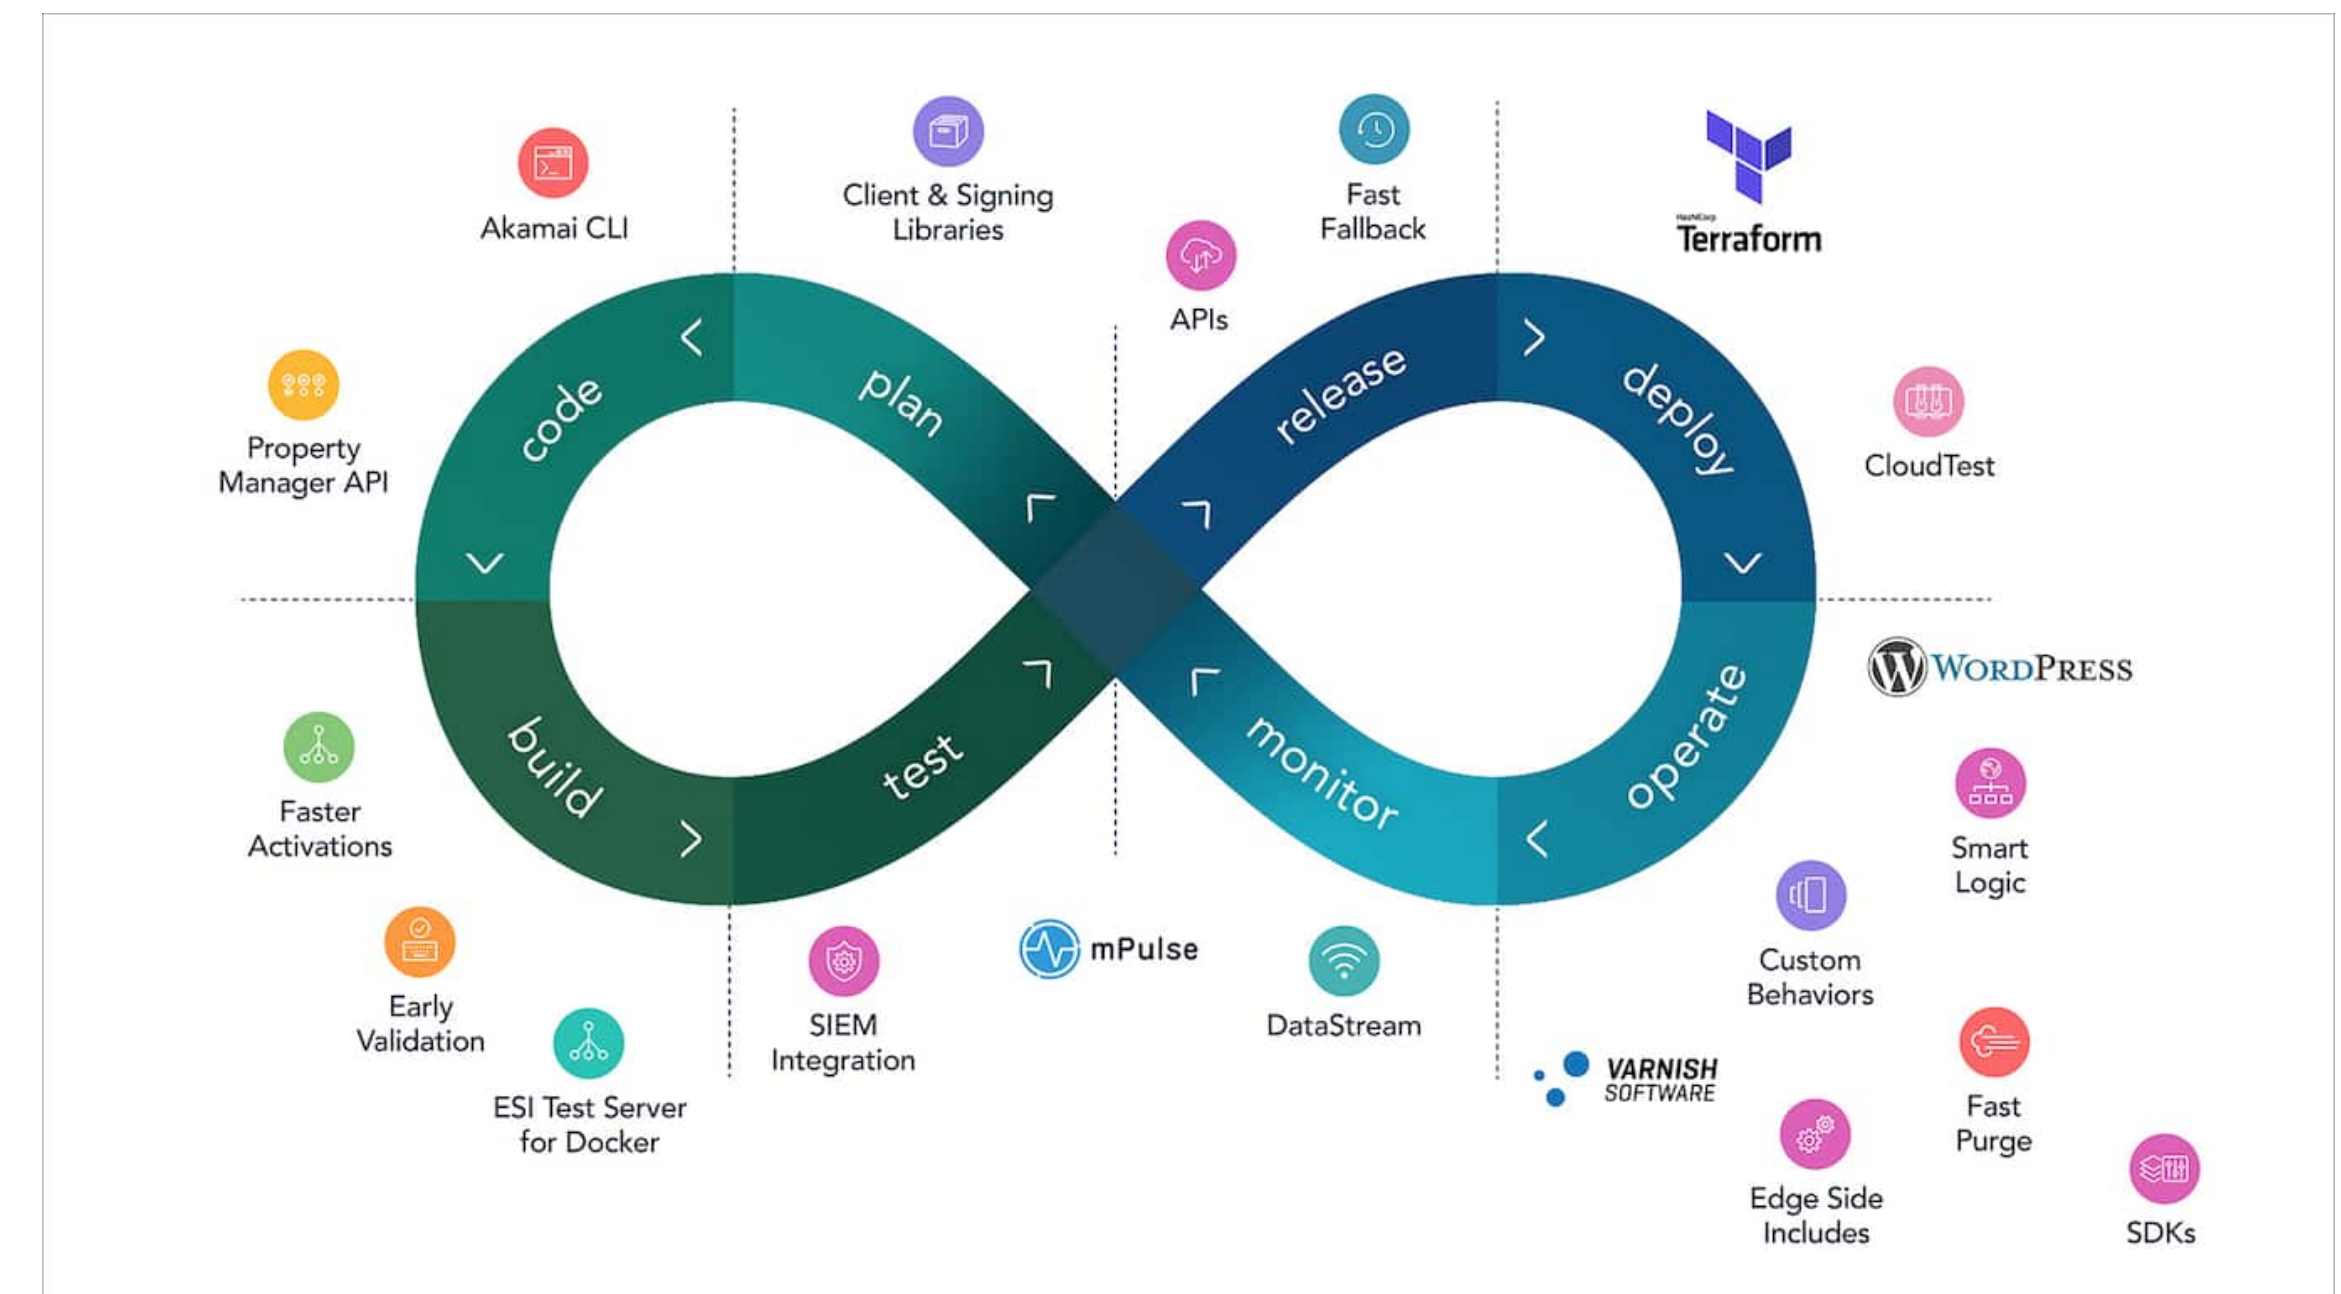 Akamai CLI
Client & Signing
Libraries
Fast
Fallback
APIs
HashiCorp
Terraform
Property
Manager API
code
plan
release
deploy
CloudTest
build
test
monitor
operate
WORDPRESS
Faster
Activations
Smart
Logic
Early
Validation
ESI Test Server
for Docker
SIEM
Integration
mPulse
DataStream
Custom
Behaviors
VARNISH
SOFTWARE
Fast
Purge
Edge Side
Includes
SDKs